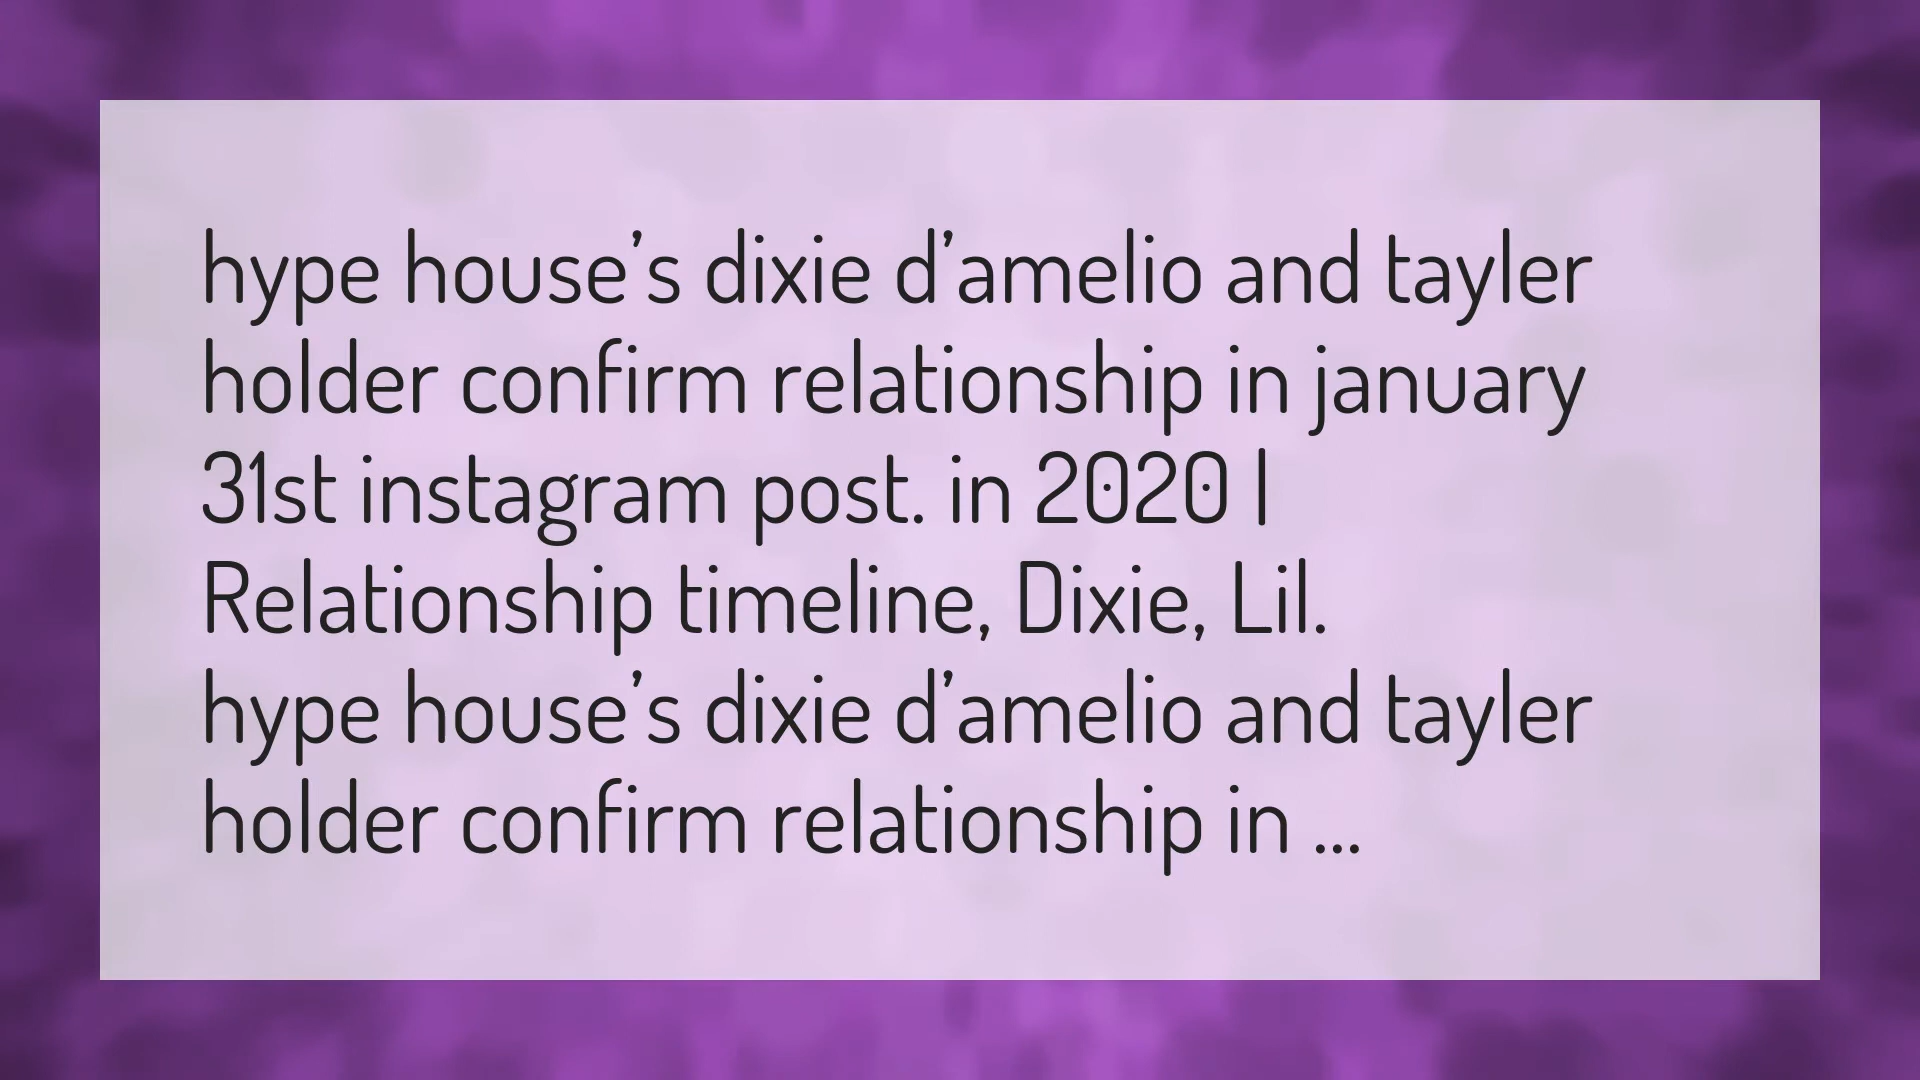 hype house’s dixie d’amelio and tayler
holder confirm relationship in january
31st instagram post. in 2020 |
Relationship timeline, Dixie, Lil.
hype house’s dixie d’amelio and tayler
holder confirm relationship in ...